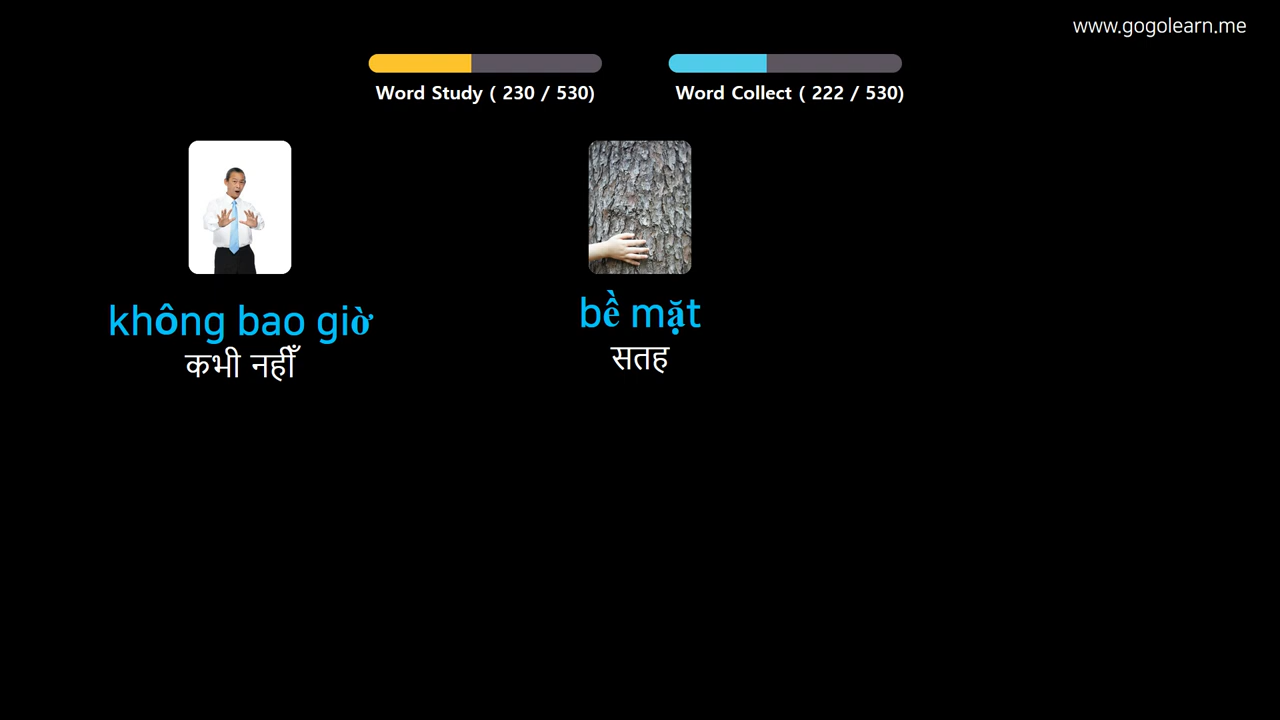 www.gogolearn.me
Word Study ( 230 / 530)
Word Collect ( 222 / 530)
không bao giờ
कभी नहीँ
bề mặt
सतह